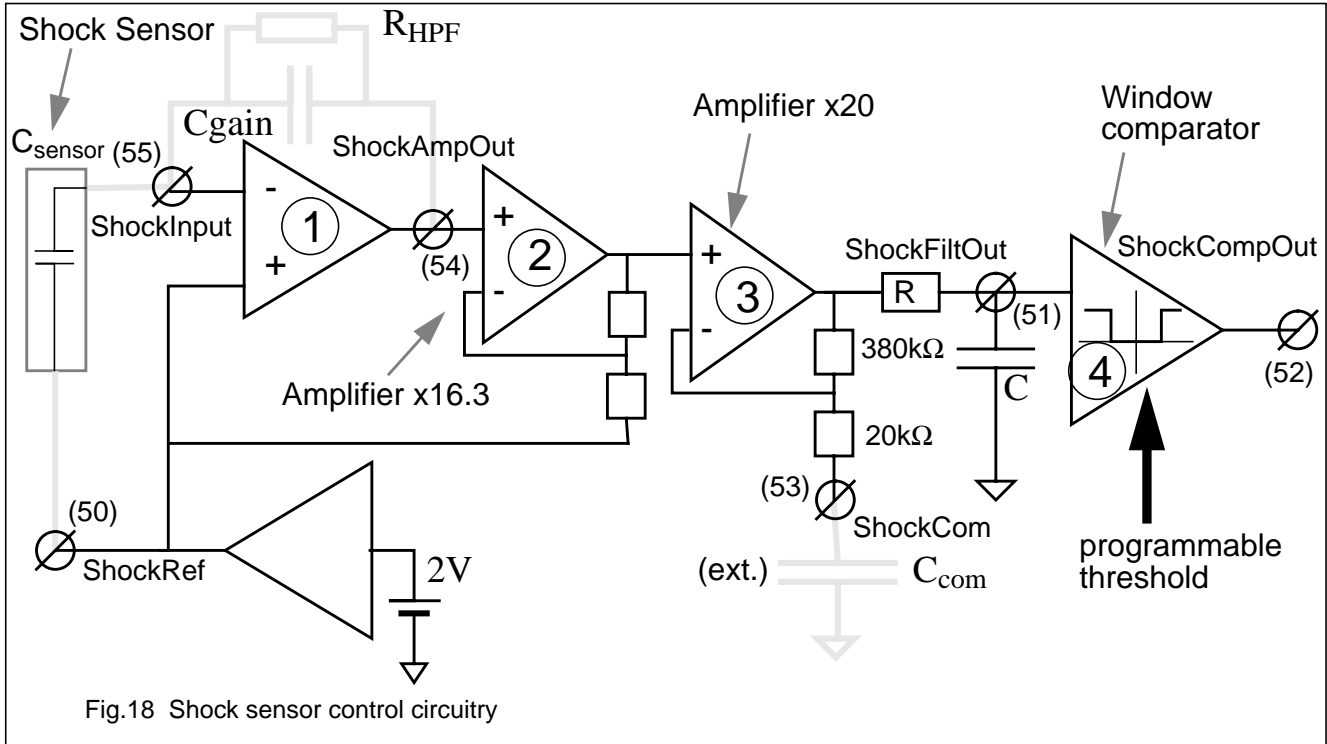 Shock Sensor
R_HPF
Cgain
C_sensor
(55)
ShockInput
-
+
1
ShockAmpOut
(54)
+
-
2
Amplifier x16.3
Amplifier x20
+
-
3
ShockFiltOut
R
(51)
380kΩ
20kΩ
C
(53)
ShockCom
(ext.)
C_com
Window
comparator
ShockCompOut
4
(52)
programmable
threshold
(50)
ShockRef
2V
Fig.18 Shock sensor control circuitry